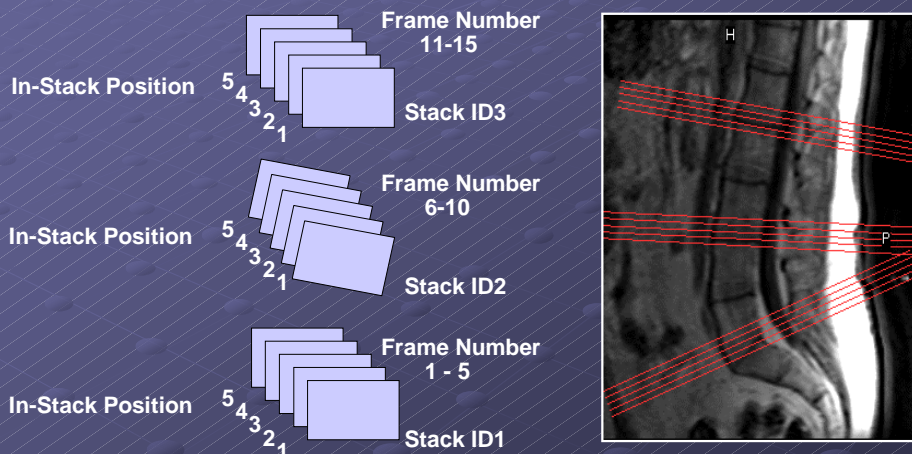 Frame Number
11-15
In-Stack Position
5
4
3
2
1
Stack ID3
H
Frame Number
6-10
In-Stack Position
5
4
3
2
1
Stack ID2
P
Frame Number
1 - 5
In-Stack Position
5
4
3
2
1
Stack ID1